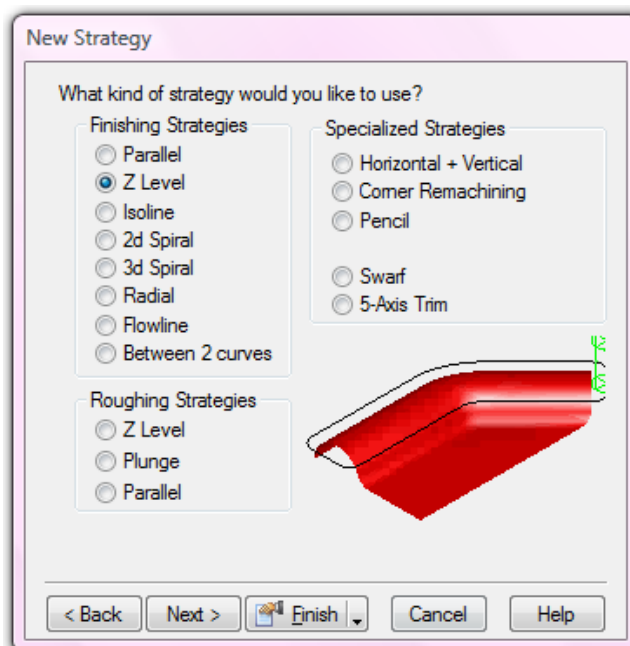 New Strategy
What kind of strategy would you like to use?
Finishing Strategies
Parallel
Z Level
Isoline
2d Spiral
3d Spiral
Radial
Flowline
Between 2 curves
Roughing Strategies
Z Level
Plunge
Parallel
Specialized Strategies
Horizontal + Vertical
Corner Remachining
Pencil
Swarf
5-Axis Trim
< Back Next > Finish Cancel Help